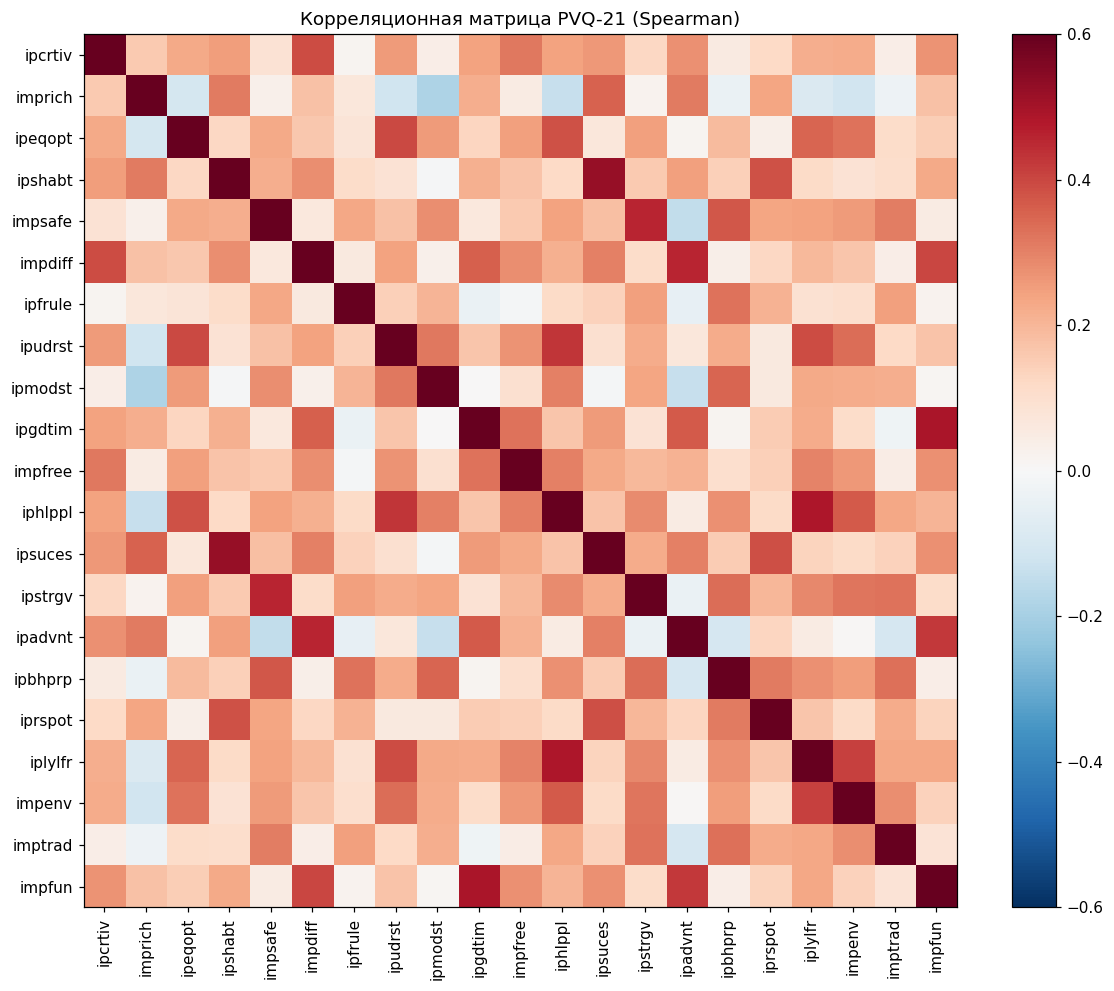 Корреляционная матрица PVQ-21 (Spearman)
ipcrtiv
imprich
ipeqopt
ipshabt
impsafe
impdiff
ipfrule
ipudrst
ipmodst
ipgdtim
impfree
iphlppl
ipsuces
ipstrgv
ipadvnt
ipbhprp
iprspot
iplylfr
impenv
imptrad
impfun
ipcrtiv
imprich
ipeqopt
ipshabt
impsafe
impdiff
ipfrule
ipudrst
ipmodst
ipgdtim
impfree
iphlppl
ipsuces
ipstrgv
ipadvnt
ipbhprp
iprspot
iplylfr
impenv
imptrad
impfun
0.6
0.4
0.2
0.0
−0.2
−0.4
−0.6